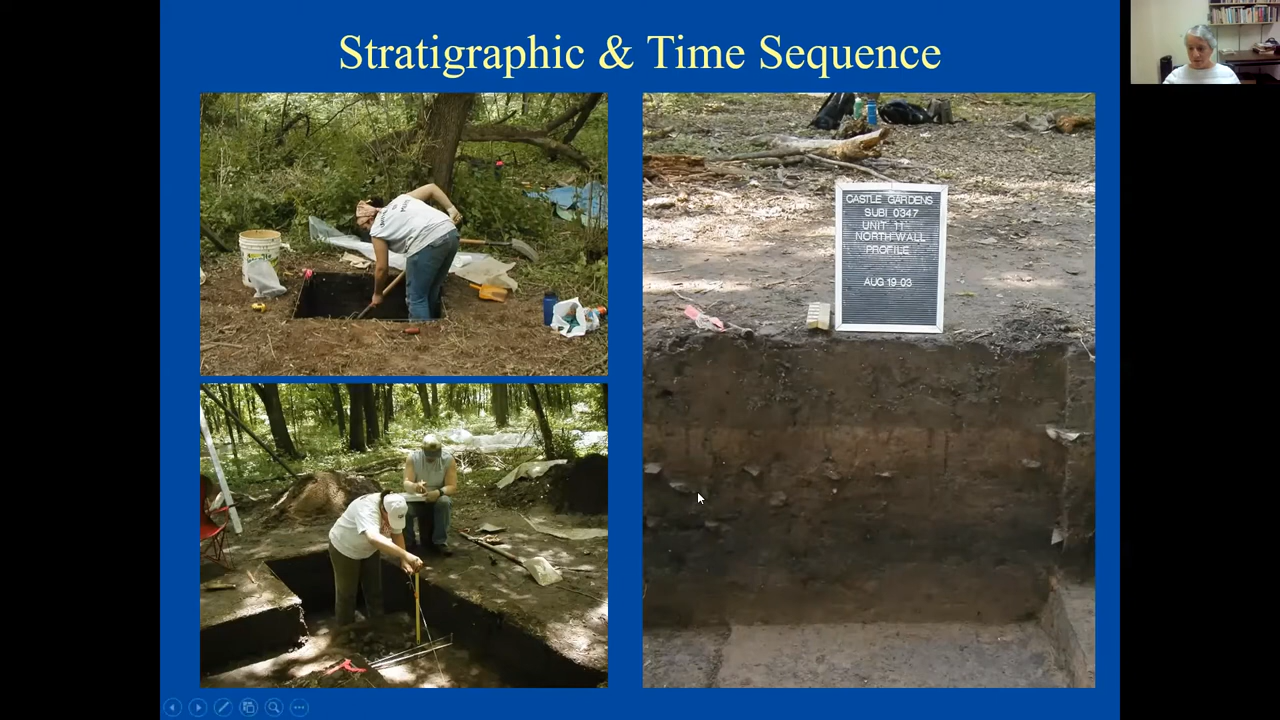 Stratigraphic & Time Sequence
CASTLE GARDENS
SUBI 0347
UNIT 11
NORTH WALL
PROFILE
AUG 19 03